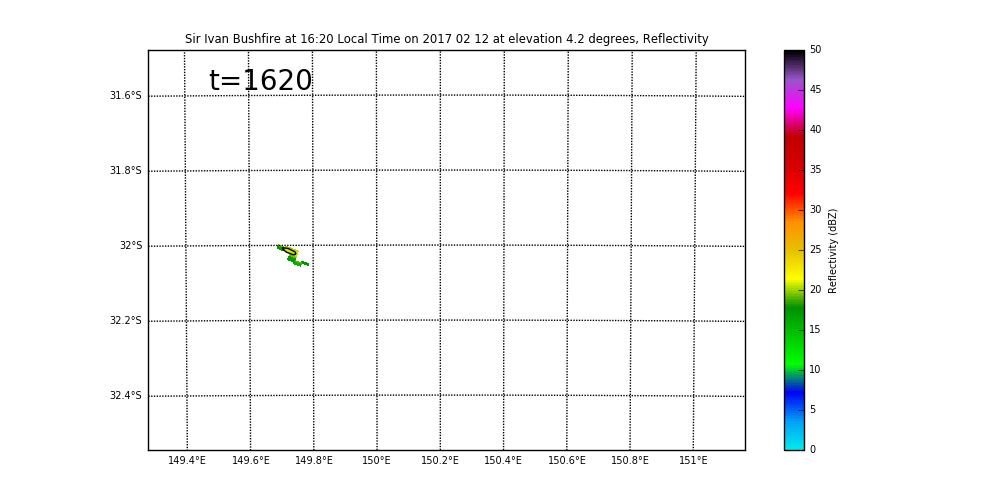 Sir Ivan Bushfire at 16:20 Local Time on 2017 02 12 at elevation 4.2 degrees, Reflectivity
t=1620
31.6°S
31.8°S
32°S
32.2°S
32.4°S
149.4°E 149.6°E 149.8°E 150°E 150.2°E 150.4°E 150.6°E 150.8°E 151°E
50
45
40
35
30
25
20
15
10
5
0
Reflectivity (dBZ)